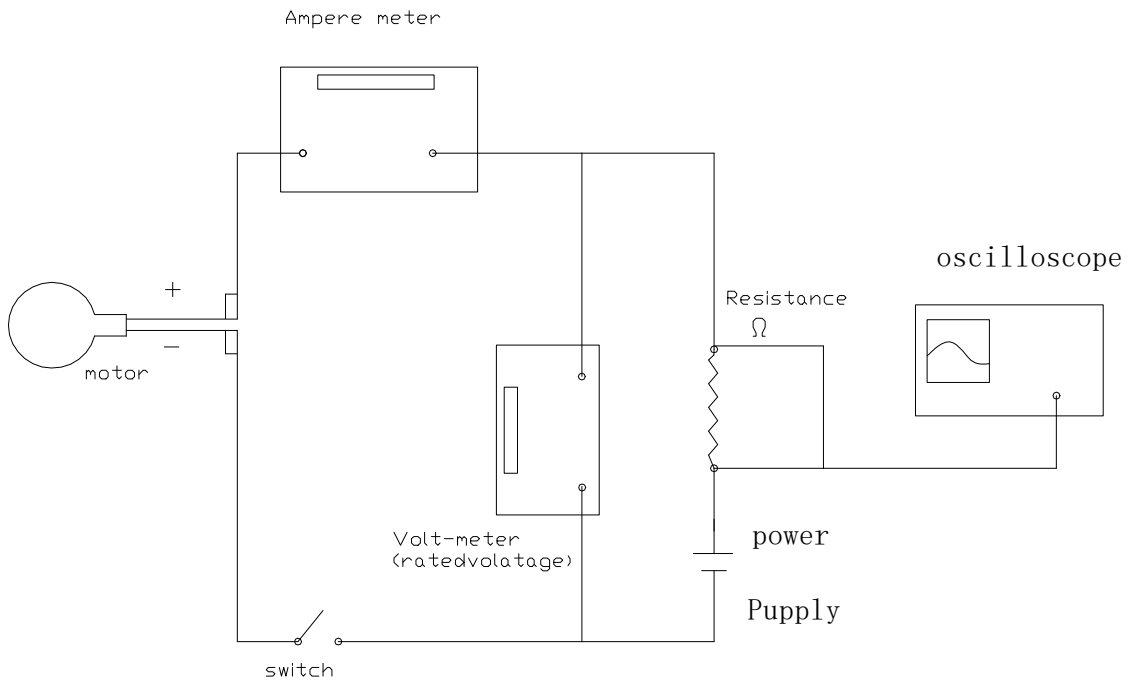 Ampere meter
oscilloscope
+
Resistance
Ω
−
motor
Volt-meter
(ratedvolatage)
power
Pupply
switch